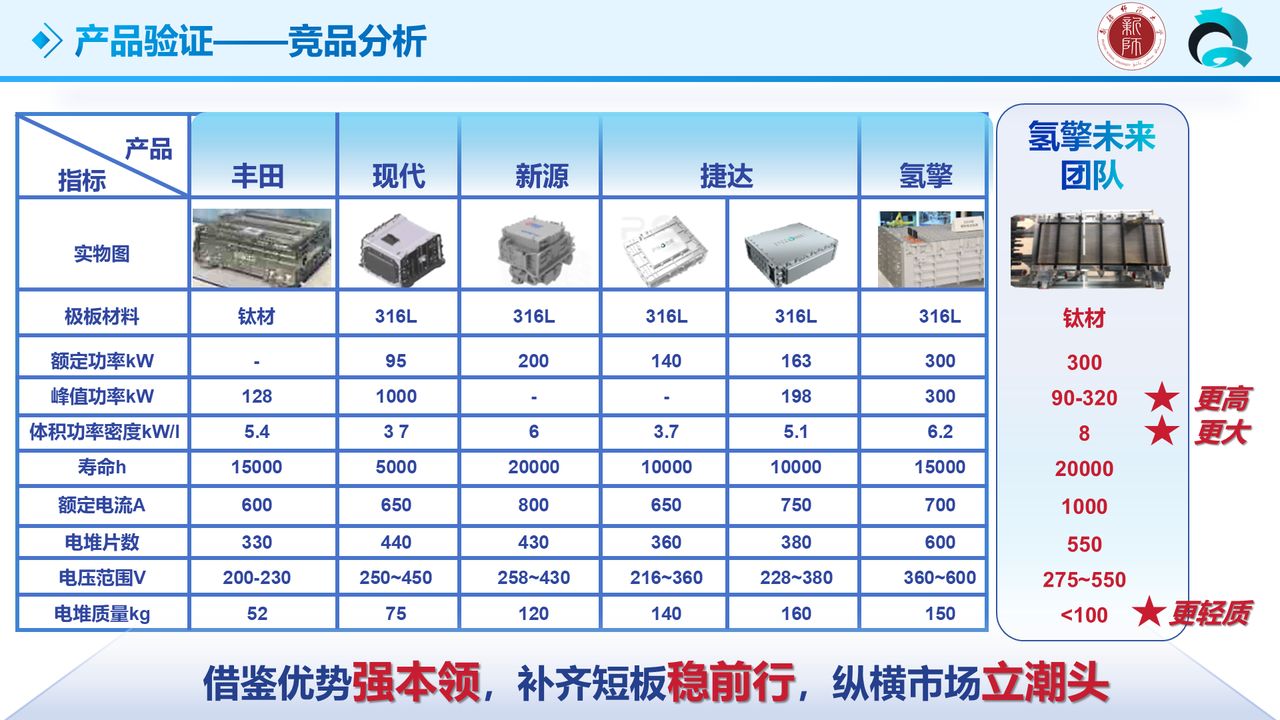 产品验证——竞品分析
新师
产品
指标
丰田 现代 新源 捷达 氢擎
氢擎未来
团队
实物图
极板材料 钛材 316L 316L 316L 316L 316L 钛材
额定功率kW - 95 200 140 163 300 300
峰值功率kW 128 1000 - - 198 300 90-320 更高
体积功率密度kW/l 5.4 3 7 6 3.7 5.1 6.2 8 更大
寿命h 15000 5000 20000 10000 10000 15000 20000
额定电流A 600 650 800 650 750 700 1000
电堆片数 330 440 430 360 380 600 550
电压范围V 200-230 250~450 258~430 216~360 228~380 360~600 275~550
电堆质量kg 52 75 120 140 160 150 <100 更轻质
借鉴优势强本领，补齐短板稳前行，纵横市场立潮头